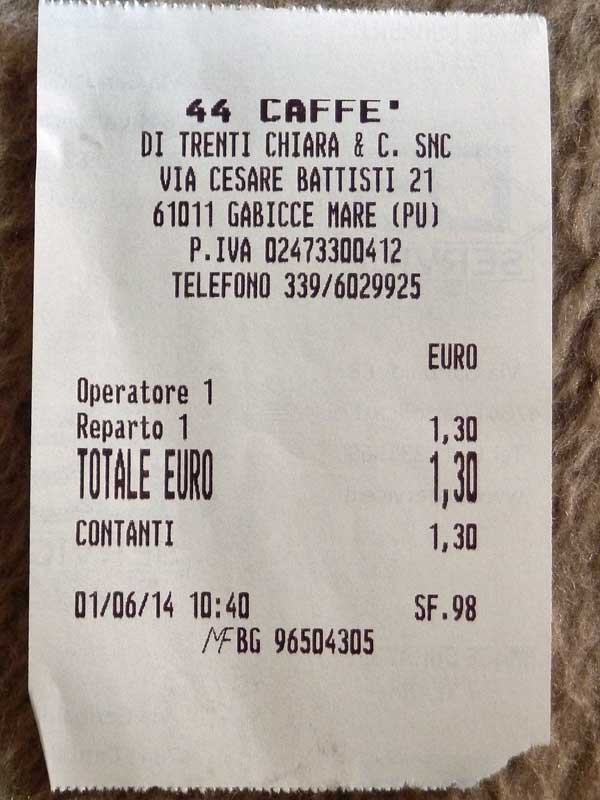 44 CAFFE'
DI TRENTI CHIARA & C. SNC
VIA CESARE BATTISTI 21
61011 GABICCE MARE (PU)
P.IVA 02473300412
TELEFONO 339/6029925
EURO
Operatore 1
Reparto 1 1,30
TOTALE EURO 1,30
CONTANTI 1,30
01/06/14 10:40 SF.98
MFBG 96504305